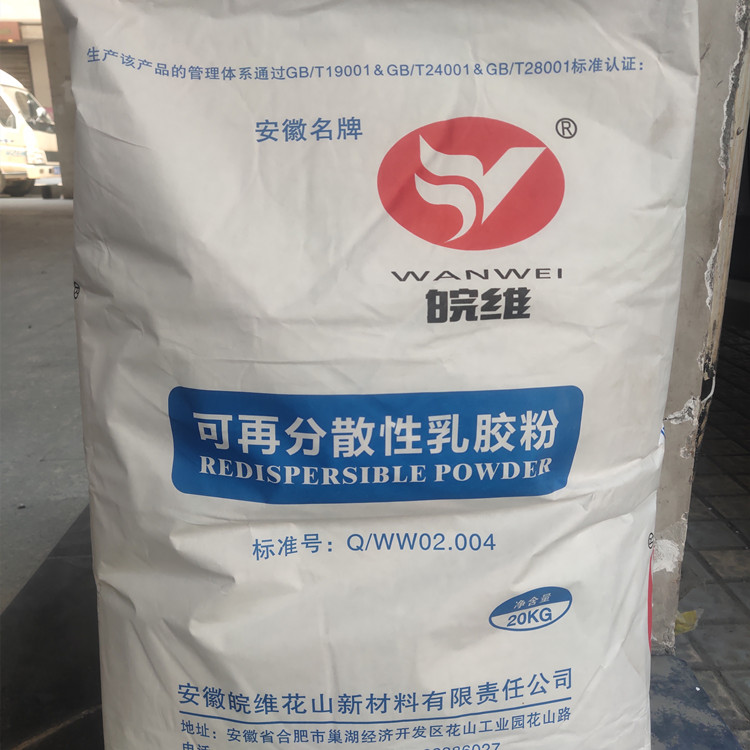 生产该产品的管理体系通过GB/T19001&GB/T24001&GB/T28001标准认证:
安徽名牌
®
WANWEI
皖维
可再分散性乳胶粉
REDISPERSIBLE POWDER
标准号: Q/WW02.004
净含量
20KG
安徽皖维花山新材料有限责任公司
地址: 安徽省合肥市巢湖经济开发区花山工业园花山路